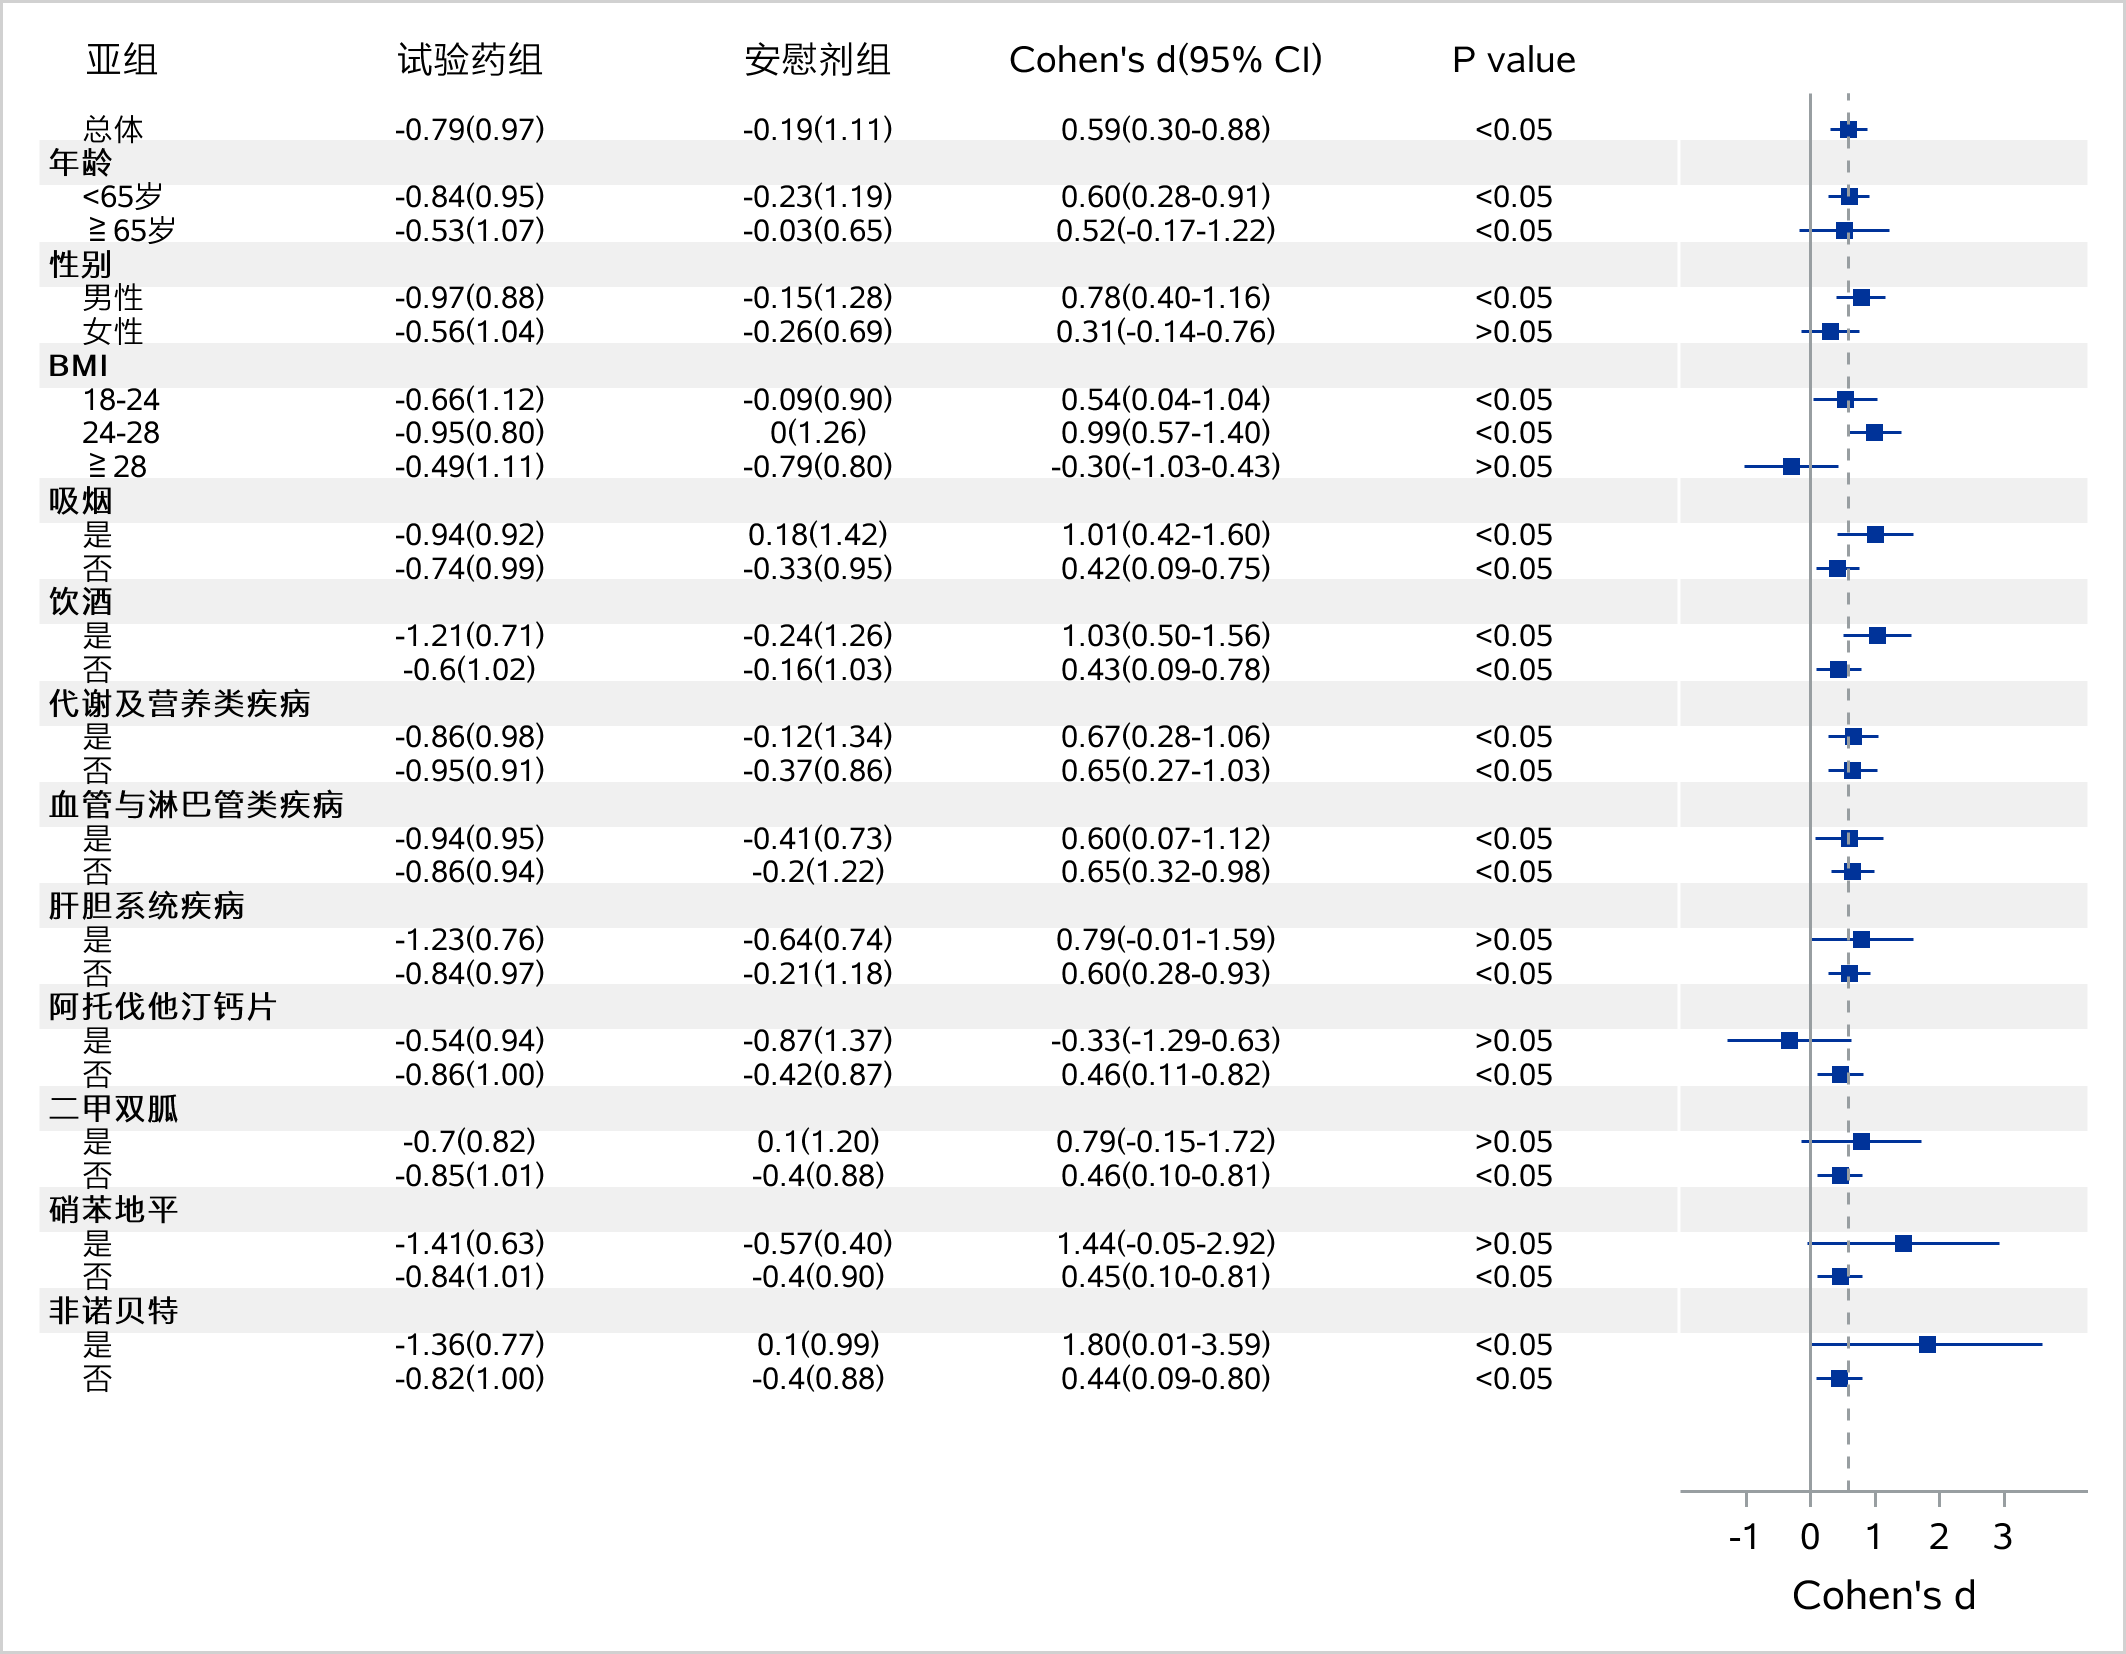 亚组 试验药组 安慰剂组 Cohen's d(95% CI) P value
总体 -0.79(0.97) -0.19(1.11) 0.59(0.30-0.88) <0.05
年龄
<65岁 -0.84(0.95) -0.23(1.19) 0.60(0.28-0.91) <0.05
≧65岁 -0.53(1.07) -0.03(0.65) 0.52(-0.17-1.22) <0.05
性别
男性 -0.97(0.88) -0.15(1.28) 0.78(0.40-1.16) <0.05
女性 -0.56(1.04) -0.26(0.69) 0.31(-0.14-0.76) >0.05
BMI
18-24 -0.66(1.12) -0.09(0.90) 0.54(0.04-1.04) <0.05
24-28 -0.95(0.80) 0(1.26) 0.99(0.57-1.40) <0.05
≧28 -0.49(1.11) -0.79(0.80) -0.30(-1.03-0.43) >0.05
吸烟
是 -0.94(0.92) 0.18(1.42) 1.01(0.42-1.60) <0.05
否 -0.74(0.99) -0.33(0.95) 0.42(0.09-0.75) <0.05
饮酒
是 -1.21(0.71) -0.24(1.26) 1.03(0.50-1.56) <0.05
否 -0.6(1.02) -0.16(1.03) 0.43(0.09-0.78) <0.05
代谢及营养类疾病
是 -0.86(0.98) -0.12(1.34) 0.67(0.28-1.06) <0.05
否 -0.95(0.91) -0.37(0.86) 0.65(0.27-1.03) <0.05
血管与淋巴管类疾病
是 -0.94(0.95) -0.41(0.73) 0.60(0.07-1.12) <0.05
否 -0.86(0.94) -0.2(1.22) 0.65(0.32-0.98) <0.05
肝胆系统疾病
是 -1.23(0.76) -0.64(0.74) 0.79(-0.01-1.59) >0.05
否 -0.84(0.97) -0.21(1.18) 0.60(0.28-0.93) <0.05
阿托伐他汀钙片
是 -0.54(0.94) -0.87(1.37) -0.33(-1.29-0.63) >0.05
否 -0.86(1.00) -0.42(0.87) 0.46(0.11-0.82) <0.05
二甲双胍
是 -0.7(0.82) 0.1(1.20) 0.79(-0.15-1.72) >0.05
否 -0.85(1.01) -0.4(0.88) 0.46(0.10-0.81) <0.05
硝苯地平
是 -1.41(0.63) -0.57(0.40) 1.44(-0.05-2.92) >0.05
否 -0.84(1.01) -0.4(0.90) 0.45(0.10-0.81) <0.05
非诺贝特
是 -1.36(0.77) 0.1(0.99) 1.80(0.01-3.59) <0.05
否 -0.82(1.00) -0.4(0.88) 0.44(0.09-0.80) <0.05
-1 0 1 2 3
Cohen's d